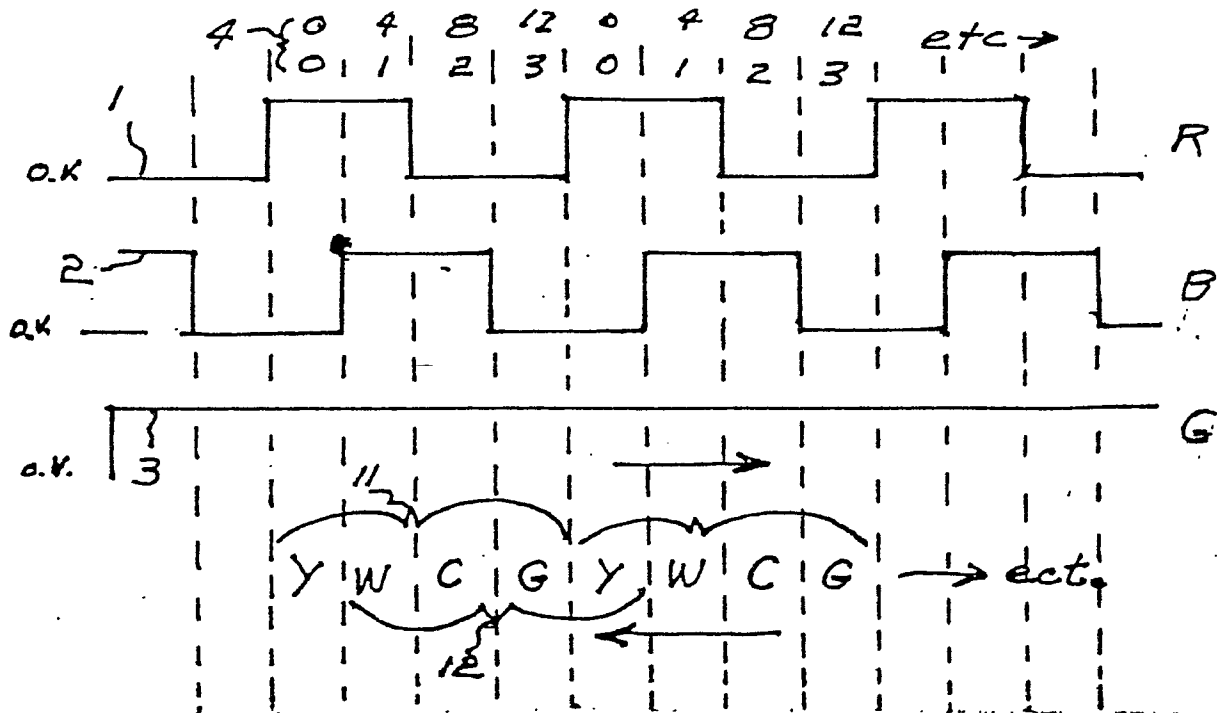 4 0 4 8 12 0 4 8 12 etc
0 1 2 3 0 1 2 3
1
R
O.K
2
B
O.K
G
O.V. 3
11
Y W C G Y W C G → ect.
12